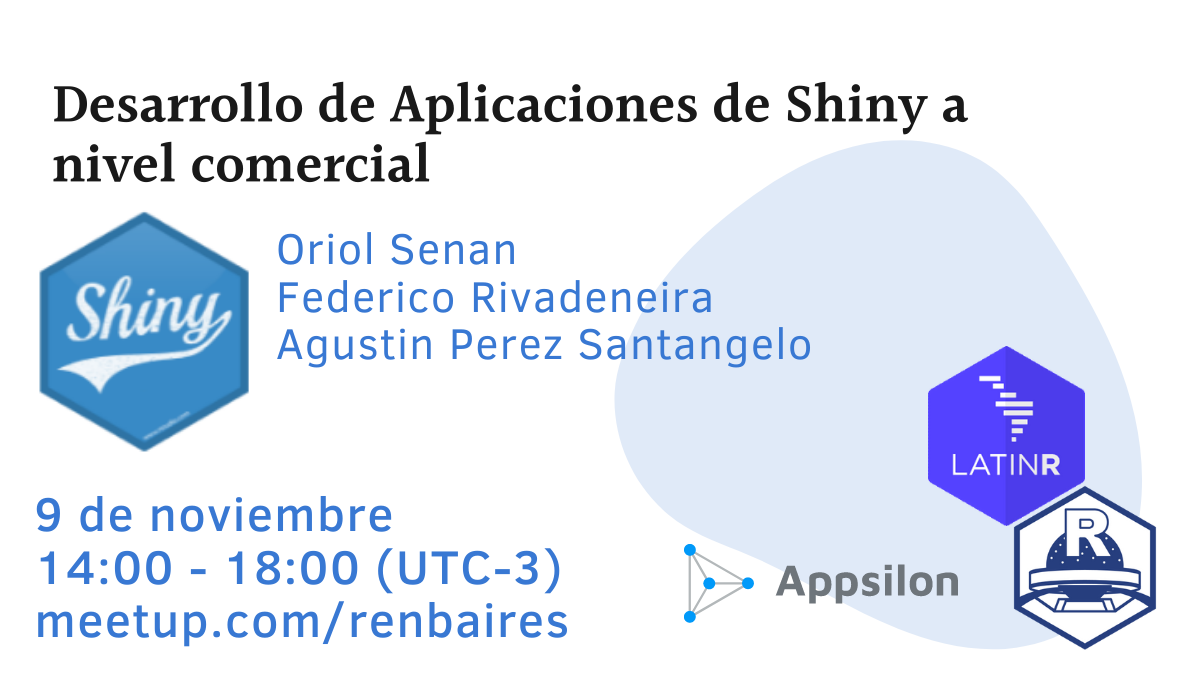 Desarrollo de Aplicaciones de Shiny a
nivel comercial
Shiny
Oriol Senan
Federico Rivadeneira
Agustin Perez Santangelo
LATINR
R
9 de noviembre
14:00 - 18:00 (UTC-3)
meetup.com/renbaires
Appsilon